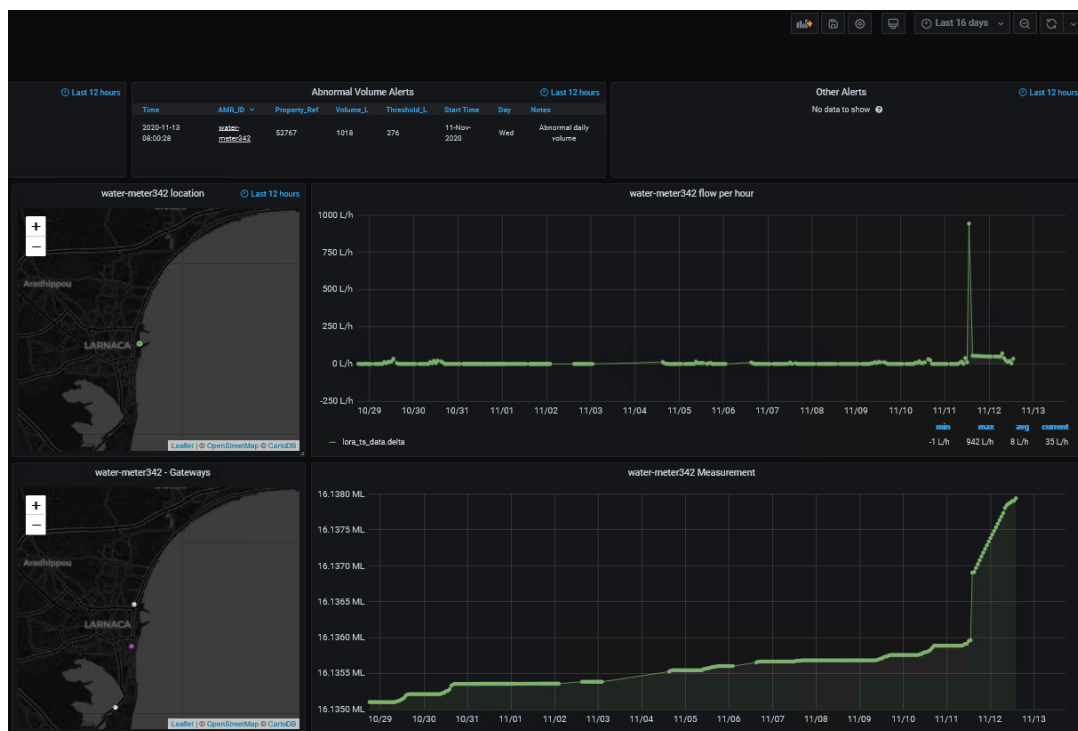 Last 16 days
Last 12 hours
Abnormal Volume Alerts
Last 12 hours
Time AMR_ID Property_Ref Volume_L Threshold_L Start Time Day Notes
2020-11-13 08:00:28 water-meter342 52767 1018 276 11-Nov-2020 Wed Abnormal daily volume
Other Alerts
Last 12 hours
No data to show
water-meter342 location
Last 12 hours
+
−
Aradhippou
LARNACA
Leaflet | © OpenStreetMap © CartoDB
water-meter342 flow per hour
1000 L/h
750 L/h
500 L/h
250 L/h
0 L/h
-250 L/h
10/29 10/30 10/31 11/01 11/02 11/03 11/04 11/05 11/06 11/07 11/08 11/09 11/10 11/11 11/12 11/13
min max avg current
lora_ts_data.delta -1 L/h 942 L/h 8 L/h 35 L/h
water-meter342 - Gateways
+
−
Aradhippou
LARNACA
Leaflet | © OpenStreetMap © CartoDB
water-meter342 Measurement
16.1380 ML
16.1375 ML
16.1370 ML
16.1365 ML
16.1360 ML
16.1355 ML
16.1350 ML
10/29 10/30 10/31 11/01 11/02 11/03 11/04 11/05 11/06 11/07 11/08 11/09 11/10 11/11 11/12 11/13